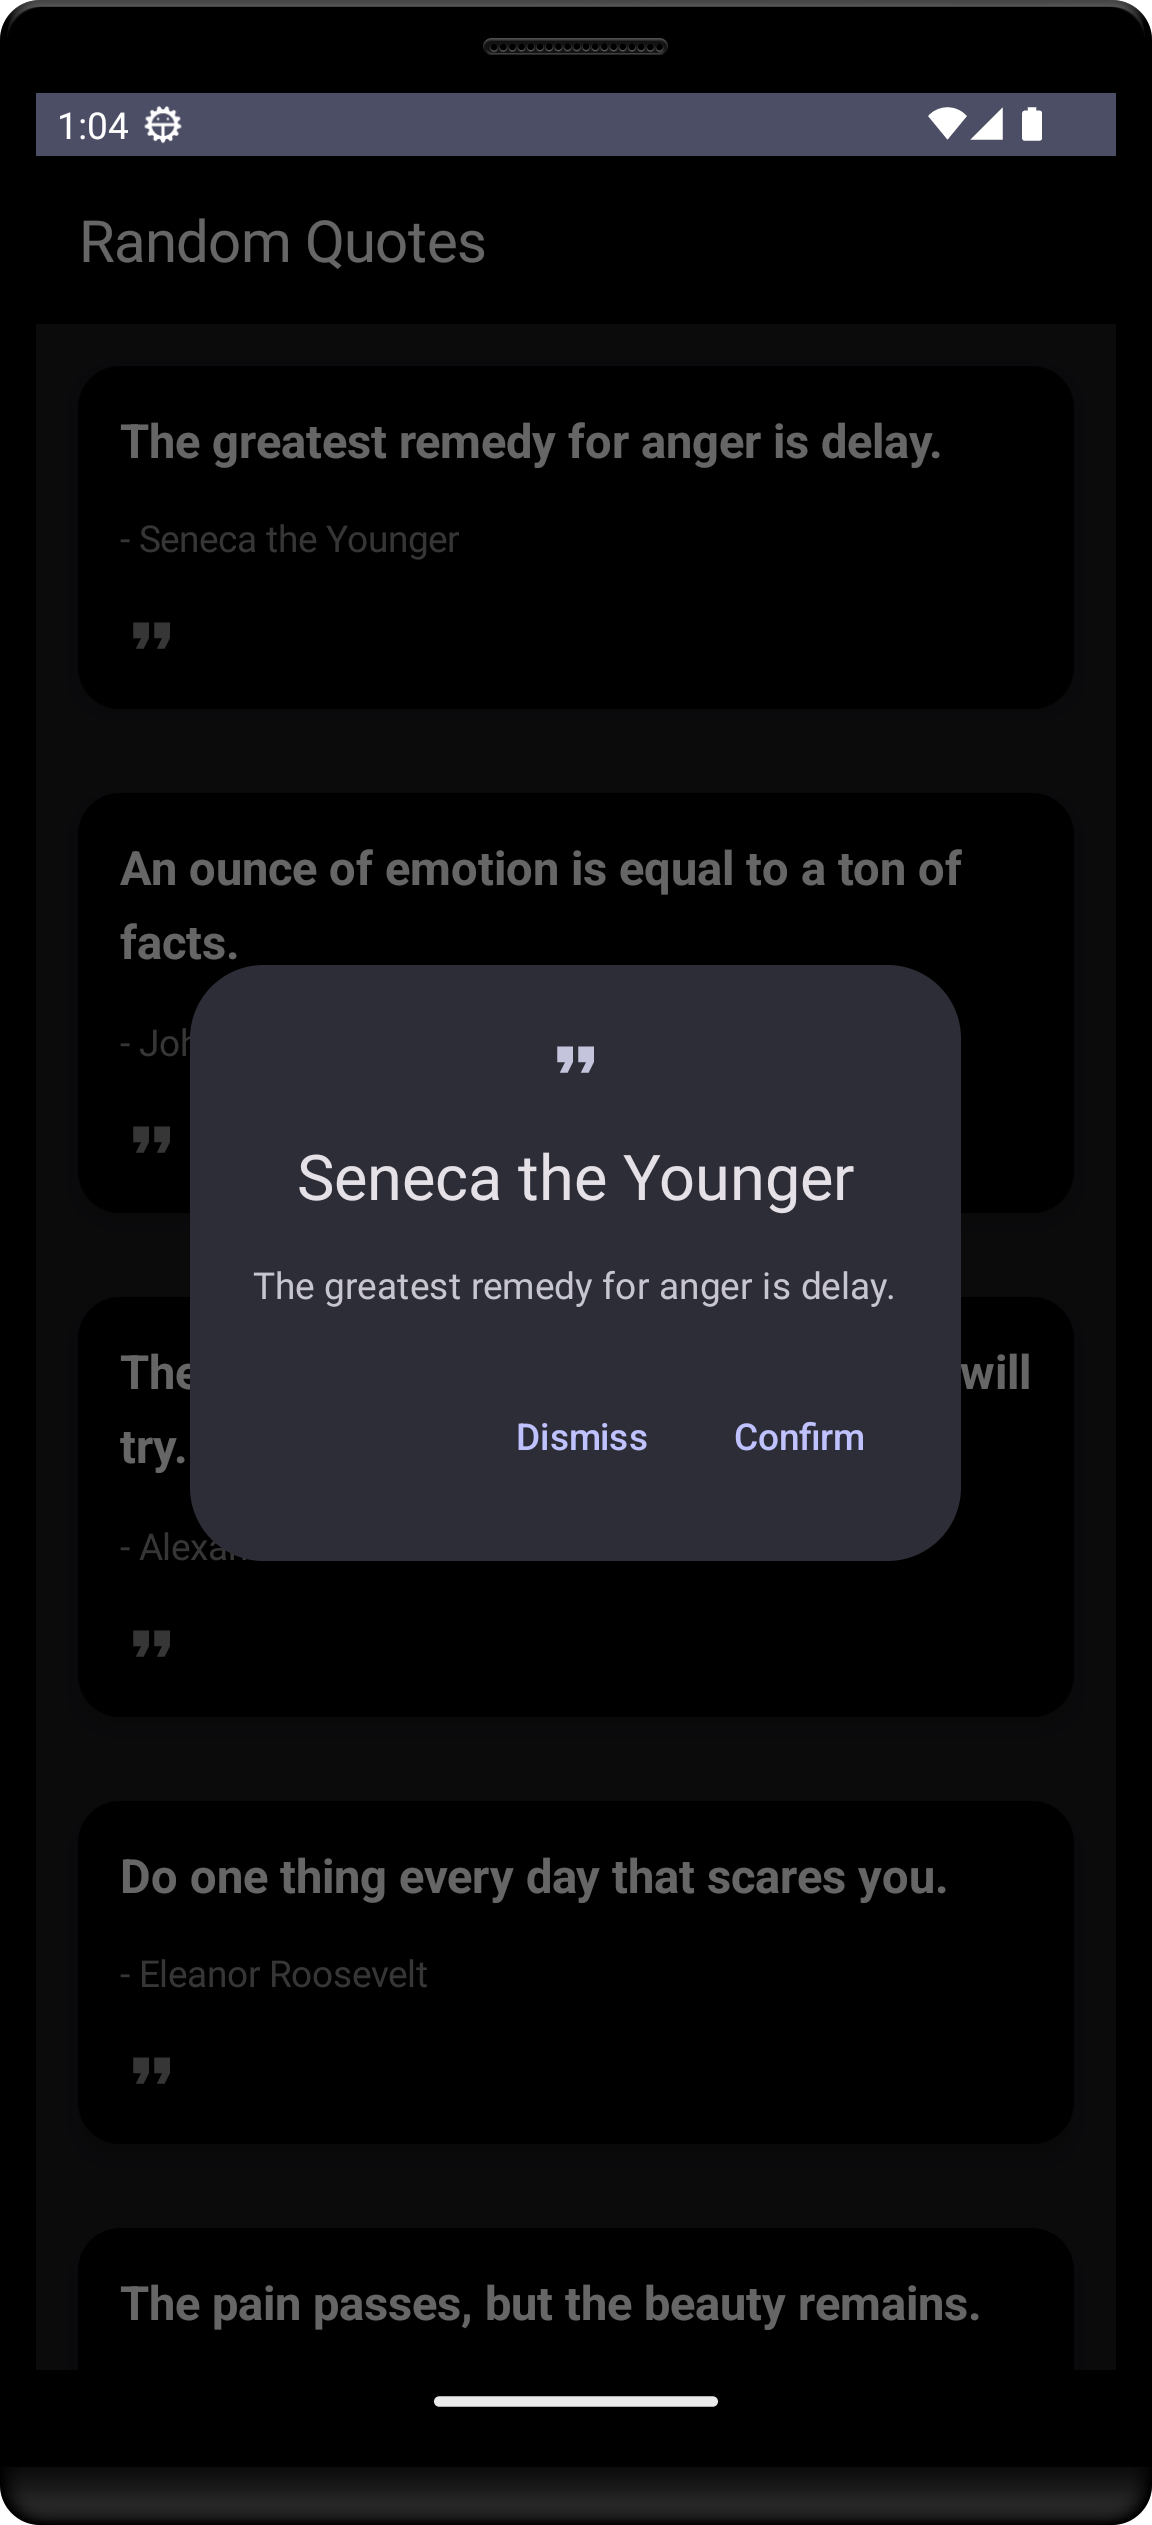 1:04
Random Quotes
The greatest remedy for anger is delay.
- Seneca the Younger
An ounce of emotion is equal to a ton of
facts.
- Joh
Seneca the Younger
The greatest remedy for anger is delay.
The will
Dismiss Confirm
try.
- Alexan
Do one thing every day that scares you.
- Eleanor Roosevelt
The pain passes, but the beauty remains.